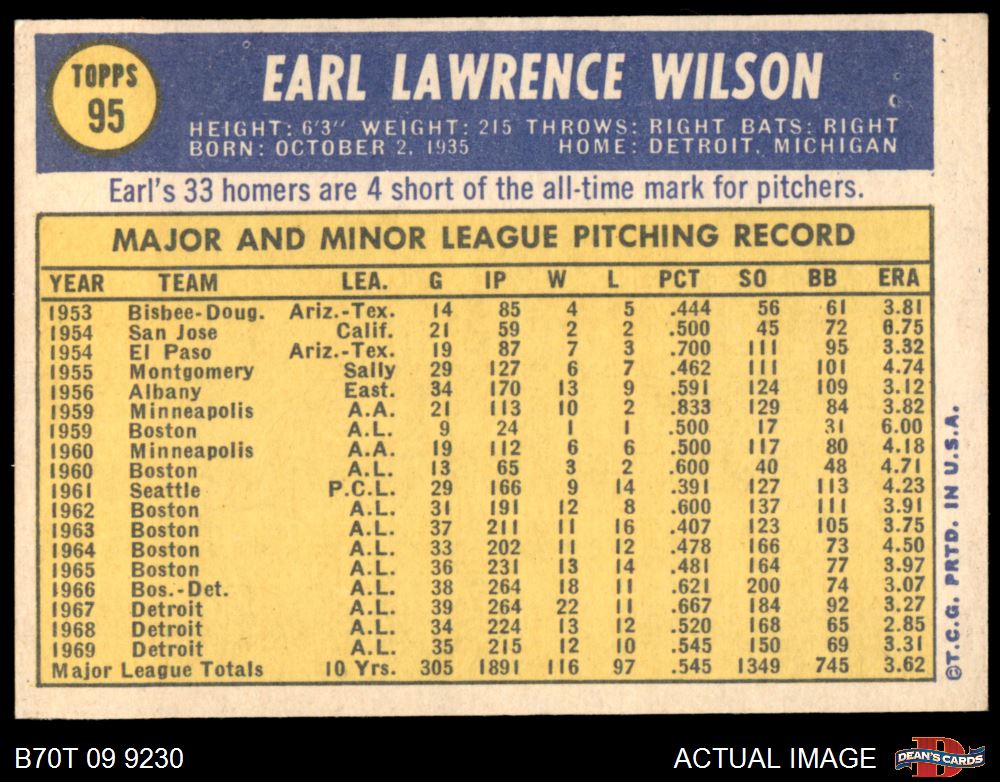 TOPPS
95
EARL LAWRENCE WILSON
HEIGHT: 6'3" WEIGHT: 215 THROWS: RIGHT BATS: RIGHT
BORN: OCTOBER 2, 1935 HOME: DETROIT, MICHIGAN
Earl's 33 homers are 4 short of the all-time mark for pitchers.
MAJOR AND MINOR LEAGUE PITCHING RECORD
YEAR TEAM LEA. G IP W L PCT SO BB ERA
1953 Bisbee-Doug. Ariz.-Tex. 14 85 4 5 .444 56 61 3.81
1954 San Jose Calif. 21 59 2 2 .500 45 72 6.75
1954 El Paso Ariz.-Tex. 19 87 7 3 .700 111 95 3.32
1955 Montgomery Sally 29 127 6 7 .462 111 101 4.74
1956 Albany East. 34 170 13 9 .591 124 109 3.12
1959 Minneapolis A.A. 21 113 10 2 .833 129 84 3.82
1959 Boston A.L. 9 24 1 1 .500 17 31 6.00
1960 Minneapolis A.A. 19 112 6 6 .500 117 80 4.18
1960 Boston A.L. 13 65 3 2 .600 40 48 4.71
1961 Seattle P.C.L. 29 166 9 14 .391 127 113 4.23
1962 Boston A.L. 31 191 12 8 .600 137 111 3.91
1963 Boston A.L. 37 211 11 16 .407 123 105 3.75
1964 Boston A.L. 33 202 11 12 .478 166 73 4.50
1965 Boston A.L. 36 231 13 14 .481 164 77 3.97
1966 Bos.-Det. A.L. 38 264 18 11 .621 200 74 3.07
1967 Detroit A.L. 39 264 22 11 .667 184 92 3.27
1968 Detroit A.L. 34 224 13 12 .520 168 65 2.85
1969 Detroit A.L. 35 215 12 10 .545 150 69 3.31
Major League Totals 10 Yrs. 305 1891 116 97 .545 1349 745 3.62
©T.C.G. PRTD. IN U.S.A.
B70T 09 9230
ACTUAL IMAGE
D
DEAN'S CARDS